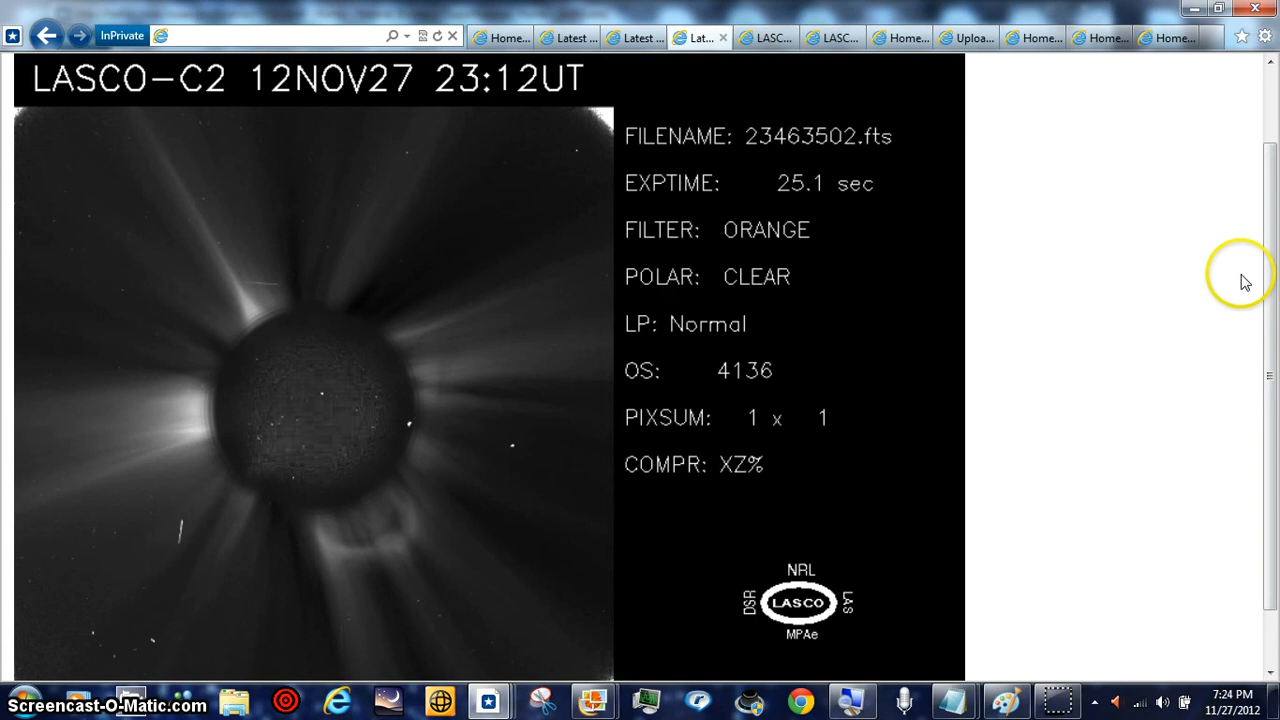 InPrivate
Home...
Latest ...
Latest ...
Lat...
LASC...
LASC...
Home...
Uploa...
Home...
Home...
Home...
LASCO-C2 12NOV27 23:12UT
FILENAME: 23463502.fts
EXPTIME: 25.1 sec
FILTER: ORANGE
POLAR: CLEAR
LP: Normal
OS: 4136
PIXSUM: 1 x 1
COMPR: XZ%
NRL
DSR
LASCO
LAS
MPAe
Screencast-O-Matic.com
7:24 PM
11/27/2012